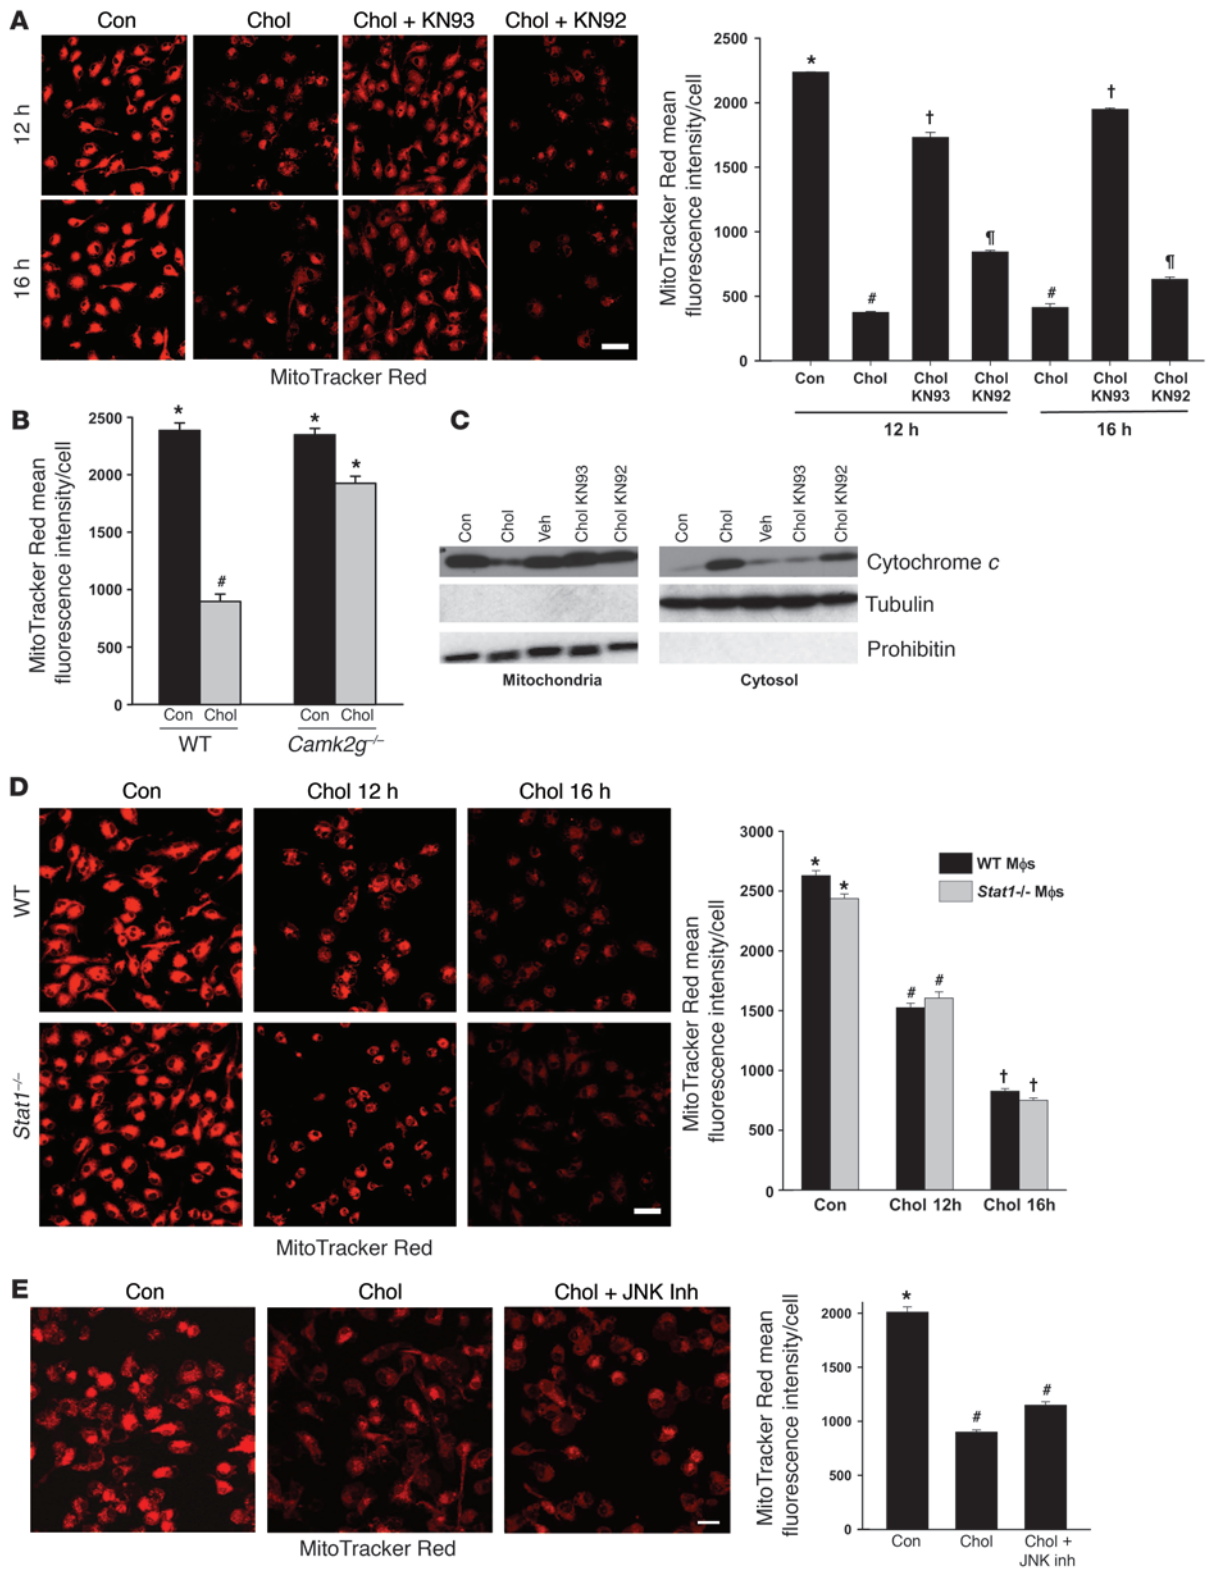 A
Con
Chol
Chol + KN93
Chol + KN92
12 h
16 h
MitoTracker Red
MitoTracker Red mean
fluorescence intensity/cell
2500
2000
1500
1000
500
0
*
#
†
¶
#
†
¶
Con
Chol
Chol
KN93
Chol
KN92
Chol
Chol
KN93
Chol
KN92
12 h
16 h
B
MitoTracker Red mean
fluorescence intensity/cell
2500
2000
1500
1000
500
0
*
#
*
*
Con
Chol
Con
Chol
WT
Camk2g–/–
C
Con
Chol
Veh
Chol KN93
Chol KN92
Con
Chol
Veh
Chol KN93
Chol KN92
Cytochrome c
Tubulin
Prohibitin
Mitochondria
Cytosol
D
Con
Chol 12 h
Chol 16 h
WT
Stat1–/–
MitoTracker Red
MitoTracker Red mean
fluorescence intensity/cell
3000
2500
2000
1500
1000
500
0
WT Mϕs
Stat1-/- Mϕs
*
*
#
#
†
†
Con
Chol 12h
Chol 16h
E
Con
Chol
Chol + JNK Inh
MitoTracker Red
MitoTracker Red mean
fluorescence intensity/cell
2000
1500
1000
500
0
*
#
#
Con
Chol
Chol +
JNK inh